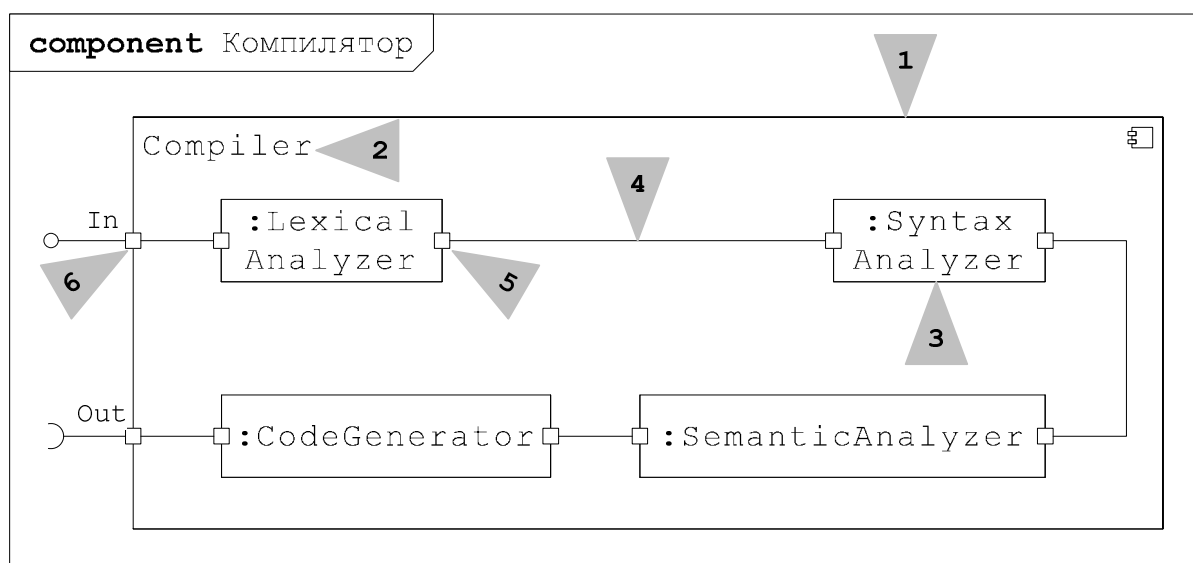 component Компилятор
1
Compiler
2
4
In
:Lexical
Analyzer
:Syntax
Analyzer
6
5
3
Out
:CodeGenerator
:SemanticAnalyzer